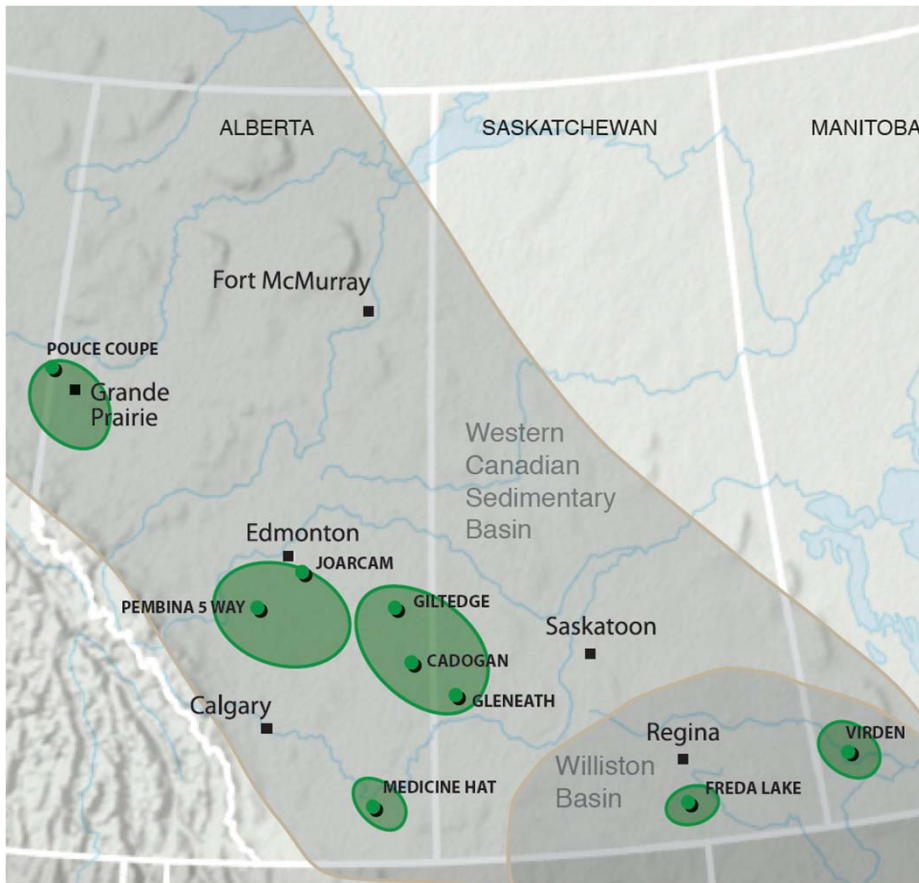 ALBERTA
SASKATCHEWAN
MANITOBA
Fort McMurray
POUCE COUPE
Grande
Prairie
Western
Canadian
Sedimentary
Basin
Edmonton
JOARCAM
PEMBINA 5 WAY
GILTEDGE
Saskatoon
CADOGAN
GLENEATH
Calgary
Regina
VIRDEN
Williston
Basin
MEDICINE HAT
FREDA LAKE